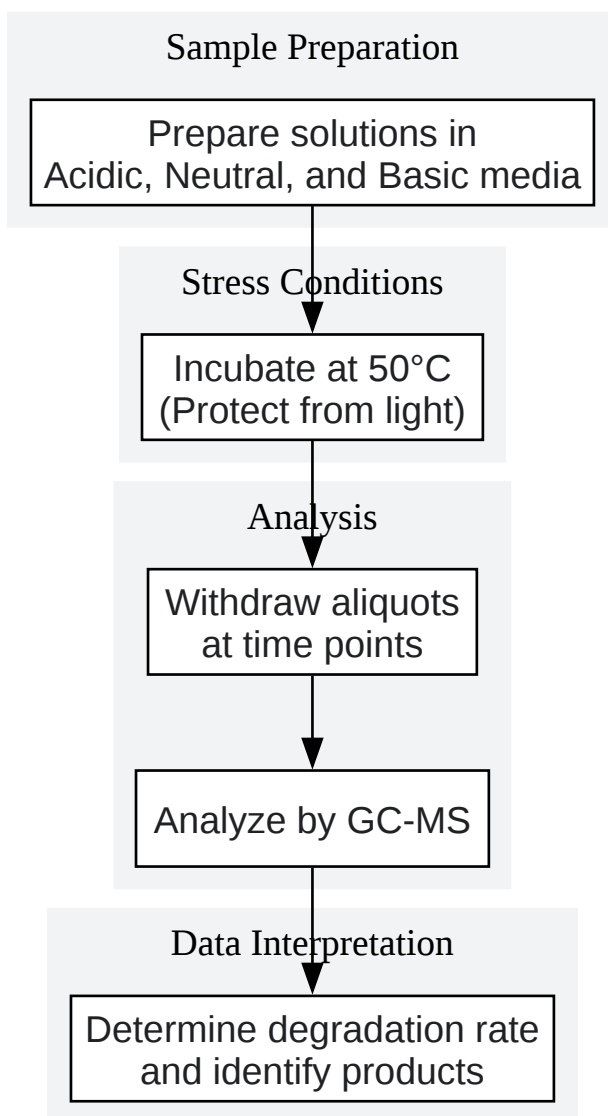 Sample Preparation
Prepare solutions in
Acidic, Neutral, and Basic media
Stress Conditions
Incubate at 50°C
(Protect from light)
Analysis
Withdraw aliquots
at time points
Analyze by GC-MS
Data Interpretation
Determine degradation rate
and identify products